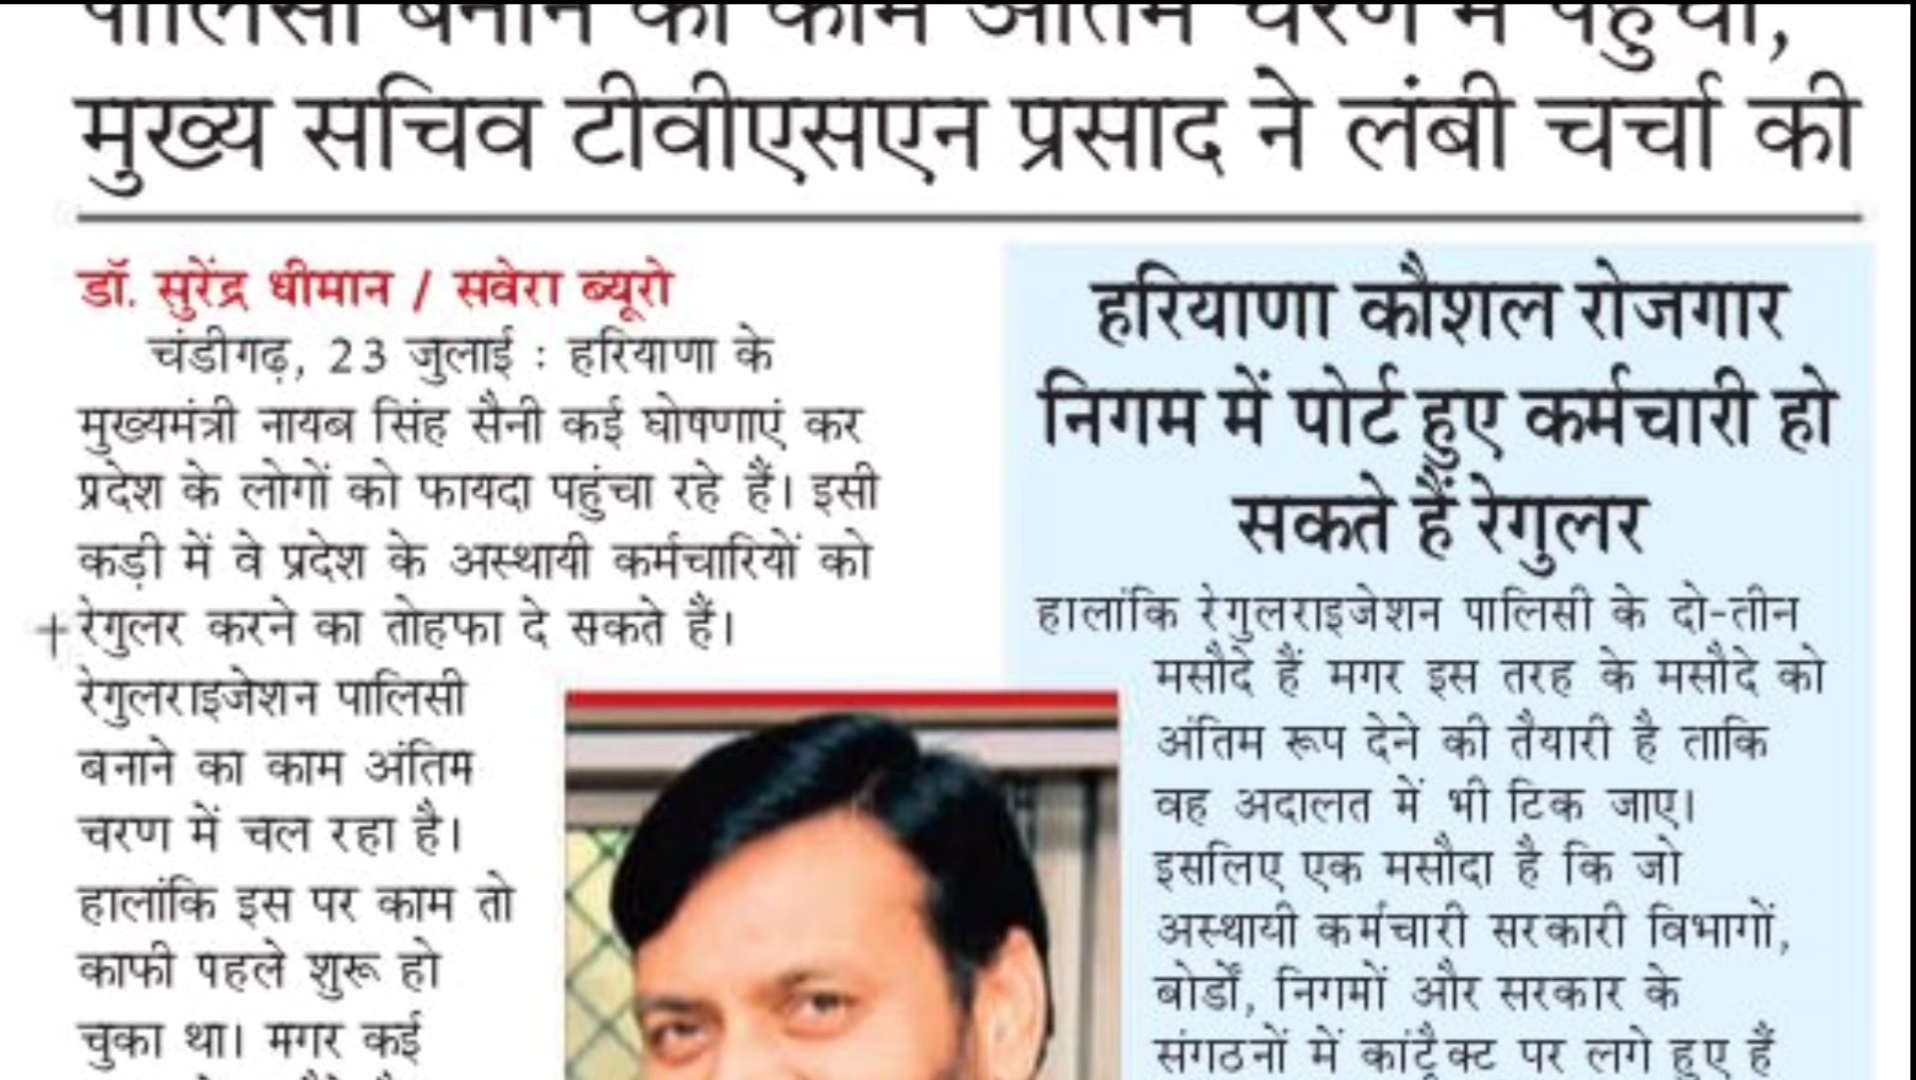 पालिसी बनाने का काम अंतिम चरण में पहुंचा,
मुख्य सचिव टीवीएसएन प्रसाद ने लंबी चर्चा की
डॉ. सुरेंद्र धीमान / सवेरा ब्यूरो
चंडीगढ़, 23 जुलाई : हरियाणा के
मुख्यमंत्री नायब सिंह सैनी कई घोषणाएं कर
प्रदेश के लोगों को फायदा पहुंचा रहे हैं। इसी
कड़ी में वे प्रदेश के अस्थायी कर्मचारियों को
रेगुलर करने का तोहफा दे सकते हैं।
रेगुलराइजेशन पालिसी
बनाने का काम अंतिम
चरण में चल रहा है।
हालांकि इस पर काम तो
काफी पहले शुरू हो
चुका था। मगर कई
हरियाणा कौशल रोजगार
निगम में पोर्ट हुए कर्मचारी हो
सकते हैं रेगुलर
हालांकि रेगुलराइजेशन पालिसी के दो-तीन
मसौदे हैं मगर इस तरह के मसौदे को
अंतिम रूप देने की तैयारी है ताकि
वह अदालत में भी टिक जाए।
इसलिए एक मसौदा है कि जो
अस्थायी कर्मचारी सरकारी विभागों,
बोर्डों, निगमों और सरकार के
संगठनों में कांट्रैक्ट पर लगे हुए हैं